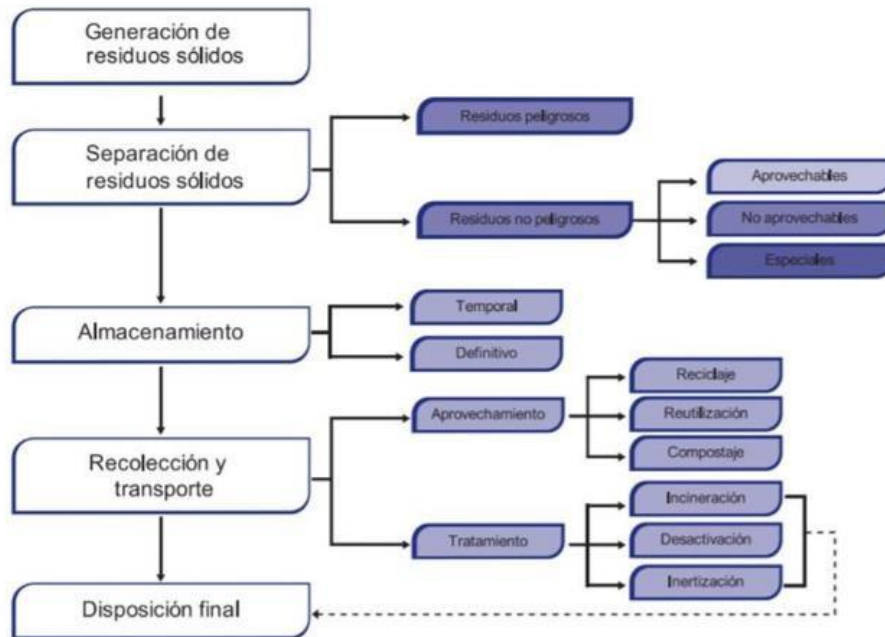 Generación de
residuos sólidos
Separación de
residuos sólidos
Residuos peligrosos
Residuos no peligrosos
Aprovechables
No aprovechables
Especiales
Almacenamiento
Temporal
Definitivo
Recolección y
transporte
Aprovechamiento
Reciclaje
Reutilización
Compostaje
Tratamiento
Incineración
Desactivación
Inertización
Disposición final